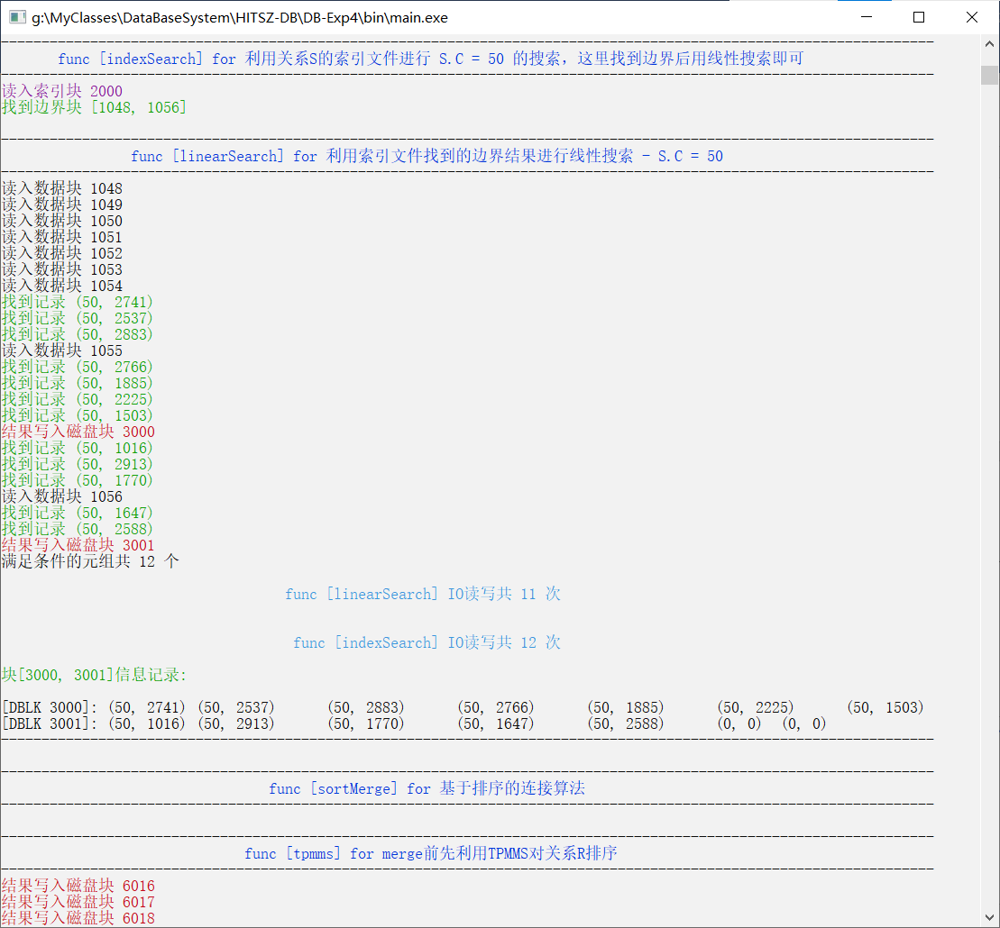 g:\MyClasses\DataBaseSystem\HITSZ-DB\DB-Exp4\bin\main.exe
func [indexSearch] for 利用关系S的索引文件进行 S.C = 50 的搜索，这里找到边界后用线性搜索即可
读入索引块 2000
找到边界块 [1048, 1056]
func [linearSearch] for 利用索引文件找到的边界结果进行线性搜索 - S.C = 50
读入数据块 1048
读入数据块 1049
读入数据块 1050
读入数据块 1051
读入数据块 1052
读入数据块 1053
读入数据块 1054
找到记录 (50, 2741)
找到记录 (50, 2537)
找到记录 (50, 2883)
读入数据块 1055
找到记录 (50, 2766)
找到记录 (50, 1885)
找到记录 (50, 2225)
找到记录 (50, 1503)
结果写入磁盘块 3000
找到记录 (50, 1016)
找到记录 (50, 2913)
找到记录 (50, 1770)
读入数据块 1056
找到记录 (50, 1647)
找到记录 (50, 2588)
结果写入磁盘块 3001
满足条件的元组共 12 个
func [linearSearch] IO读写共 11 次
func [indexSearch] IO读写共 12 次
块[3000, 3001]信息记录:
[DBLK 3000]: (50, 2741) (50, 2537) (50, 2883) (50, 2766) (50, 1885) (50, 2225) (50, 1503)
[DBLK 3001]: (50, 1016) (50, 2913) (50, 1770) (50, 1647) (50, 2588) (0, 0) (0, 0)
func [sortMerge] for 基于排序的连接算法
func [tpmms] for merge前先利用TPMMS对关系R排序
结果写入磁盘块 6016
结果写入磁盘块 6017
结果写入磁盘块 6018